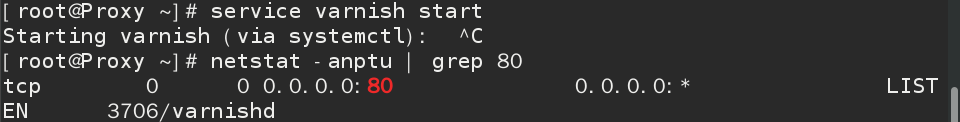 [root@Proxy ~]# service varnish start
Starting varnish (via systemctl):  ^C
[root@Proxy ~]# netstat -anptu | grep 80
tcp        0      0 0.0.0.0:80              0.0.0.0:*               LIST
EN      3706/varnishd